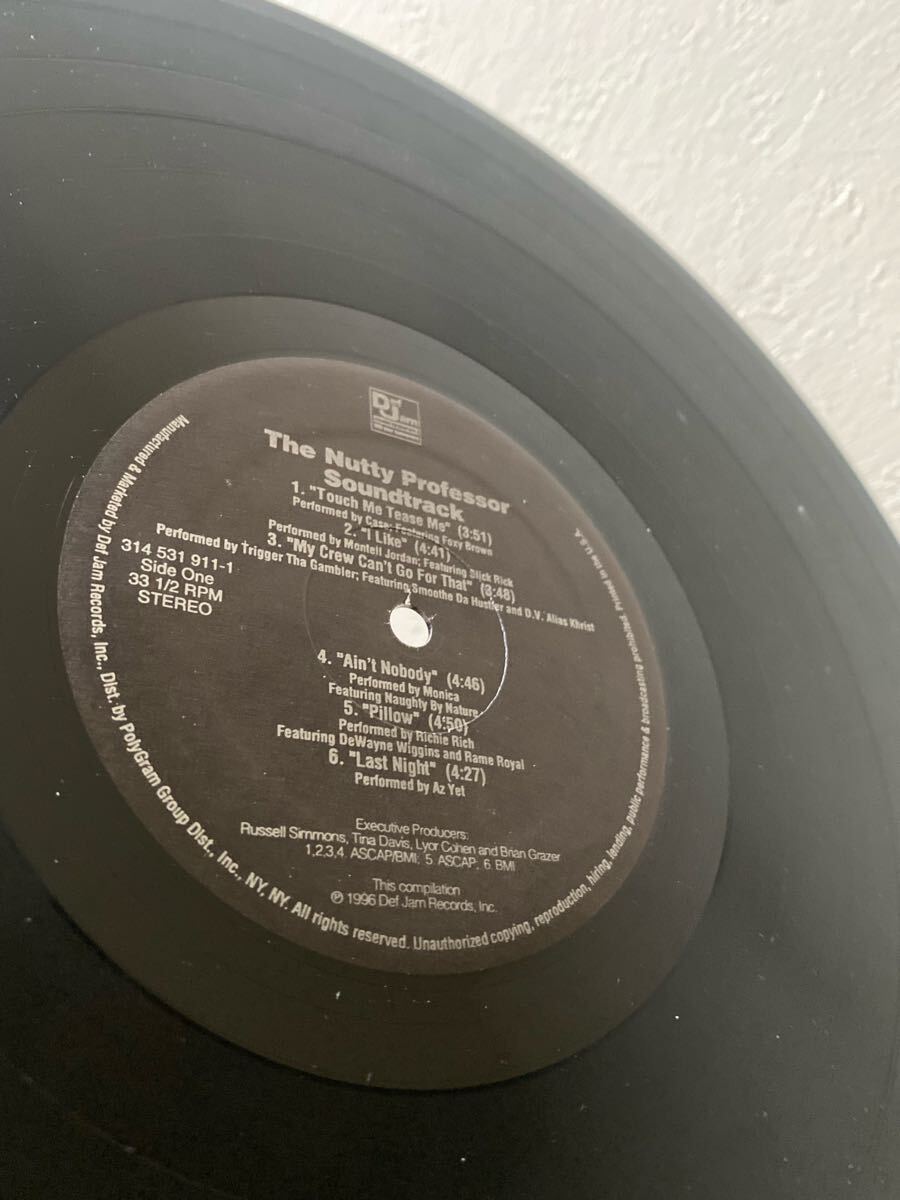 Def Jam
The Nutty Professor
Soundtrack
1. "Touch Me Tease Me" (3:51)
Performed by Case; Featuring Foxy Brown
2. "I Like" (4:41)
Performed by Montell Jordan; Featuring Slick Rick
3. "My Crew Can't Go For That" (3:48)
Performed by Trigger Tha Gambler; Featuring Smoothe Da Hustler and D.V. Alias Khrist
314 531 911-1
Side One
33 1/2 RPM
STEREO
4. "Ain't Nobody" (4:46)
Performed by Monica
Featuring Naughty By Nature
5. "Pillow" (4:50)
Performed by Richie Rich
Featuring DeWayne Wiggins and Rame Royal
6. "Last Night" (4:27)
Performed by Az Yet
Executive Producers:
Russell Simmons, Tina Davis, Lyor Cohen and Brian Grazer
1,2,3,4. ASCAP/BMI; 5. ASCAP; 6. BMI
This compilation
℗ 1996 Def Jam Records, Inc.
Manufactured & Marketed by Def Jam Records, Inc., Dist. by PolyGram Group Dist., Inc., NY. NY. All rights reserved. Unauthorized copying, reproduction, hiring, lending, public performance & broadcasting prohibited. Printed in the U.S.A.